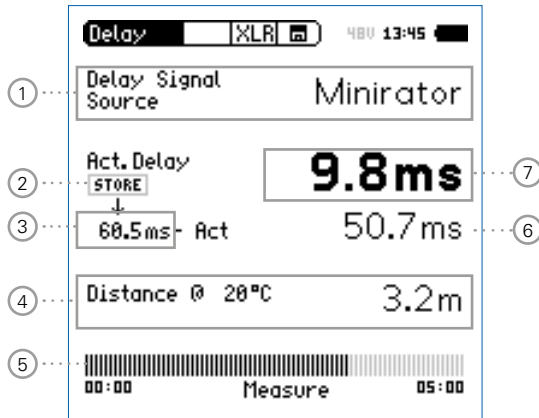 Delay XLR 48V 13:45
1 Delay Signal Source Minirator
Act. Delay 9.8ms 7
2 STORE
3 60.5ms - Act 50.7ms 6
4 Distance @ 20°C 3.2m
5
00:00 Measure 05:00